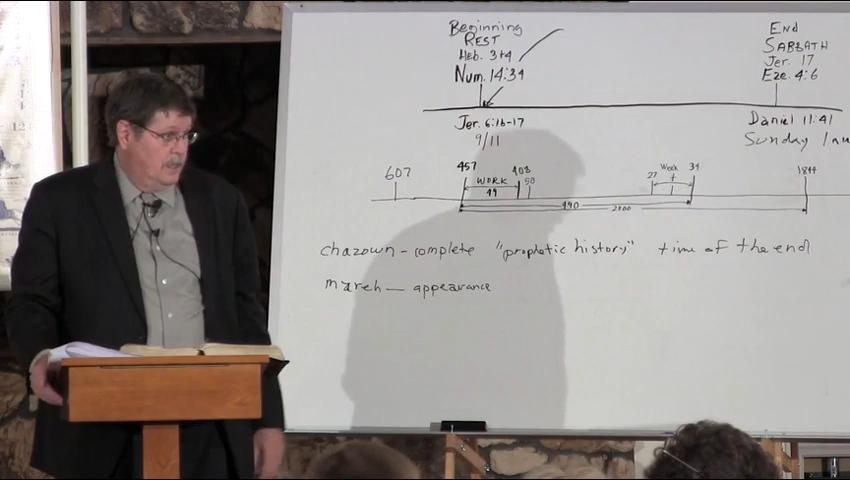 Beginning
REST
Heb. 3+4
Num. 14:34
End
SABBATH
Jer. 17
Eze. 4:6
Jer. 6:16-17
9/11
Daniel 11:41
Sunday law
607
457
WORK
49
408
50
27
Week
34
1844
490
2300
chazown - complete "prophetic history" time of the end
mareh - appearance